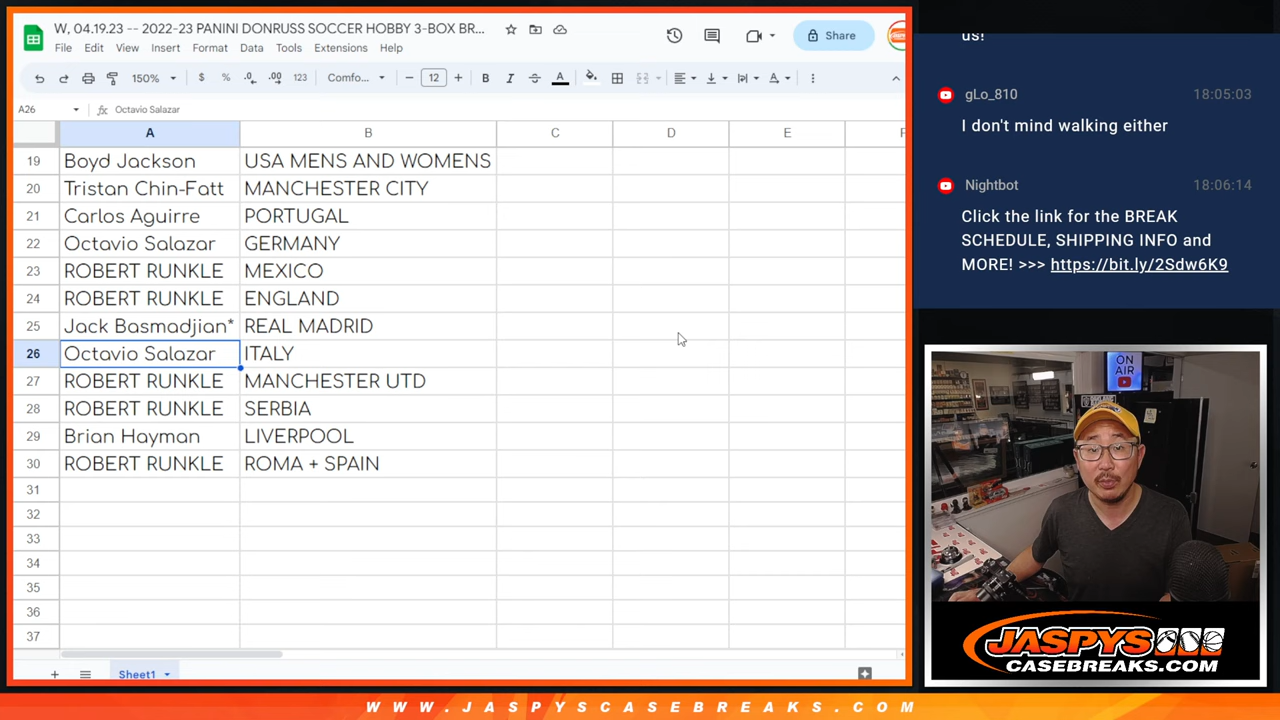 W, 04.19.23 -- 2022-23 PANINI DONRUSS SOCCER HOBBY 3-BOX BR...
Share
File Edit View Insert Format Data Tools Extensions Help
150% $ % .0 .00 123 Comfo... 12 B I A
A26 Octavio Salazar
A B C D E
19 Boyd Jackson USA MENS AND WOMENS
20 Tristan Chin-Fatt MANCHESTER CITY
21 Carlos Aguirre PORTUGAL
22 Octavio Salazar GERMANY
23 ROBERT RUNKLE MEXICO
24 ROBERT RUNKLE ENGLAND
25 Jack Basmadjian* REAL MADRID
26 Octavio Salazar ITALY
27 ROBERT RUNKLE MANCHESTER UTD
28 ROBERT RUNKLE SERBIA
29 Brian Hayman LIVERPOOL
30 ROBERT RUNKLE ROMA + SPAIN
31
32
33
34
35
36
37
Sheet1
us!
gLo_810 18:05:03
I don't mind walking either
Nightbot 18:06:14
Click the link for the BREAK
SCHEDULE, SHIPPING INFO and
MORE! >>> https://bit.ly/2Sdw6K9
ON
AIR
JASPYS
CASEBREAKS.COM
WWW.JASPYSCASEBREAKS.COM